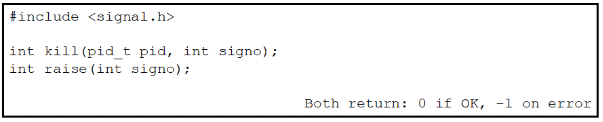 #include <signal.h>
int kill(pid_t pid, int signo);
int raise(int signo);
Both return: 0 if OK, -1 on error